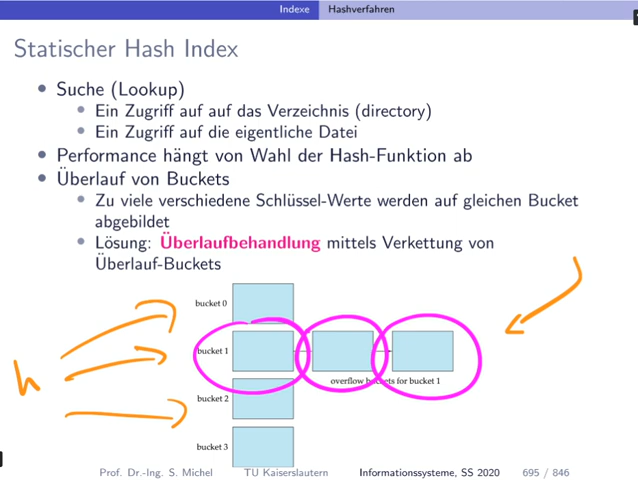 Indexe Hashverfahren
Statischer Hash Index
Suche (Lookup)
Ein Zugriff auf auf das Verzeichnis (directory)
Ein Zugriff auf die eigentliche Datei
Performance hängt von Wahl der Hash-Funktion ab
Überlauf von Buckets
Zu viele verschiedene Schlüssel-Werte werden auf gleichen Bucket
abgebildet
Lösung: Überlaufbehandlung mittels Verkettung von
Überlauf-Buckets
bucket 0
bucket 1
overflow buckets for bucket 1
h
bucket 2
bucket 3
Prof. Dr.-Ing. S. Michel TU Kaiserslautern Informationssysteme, SS 2020 695 / 846